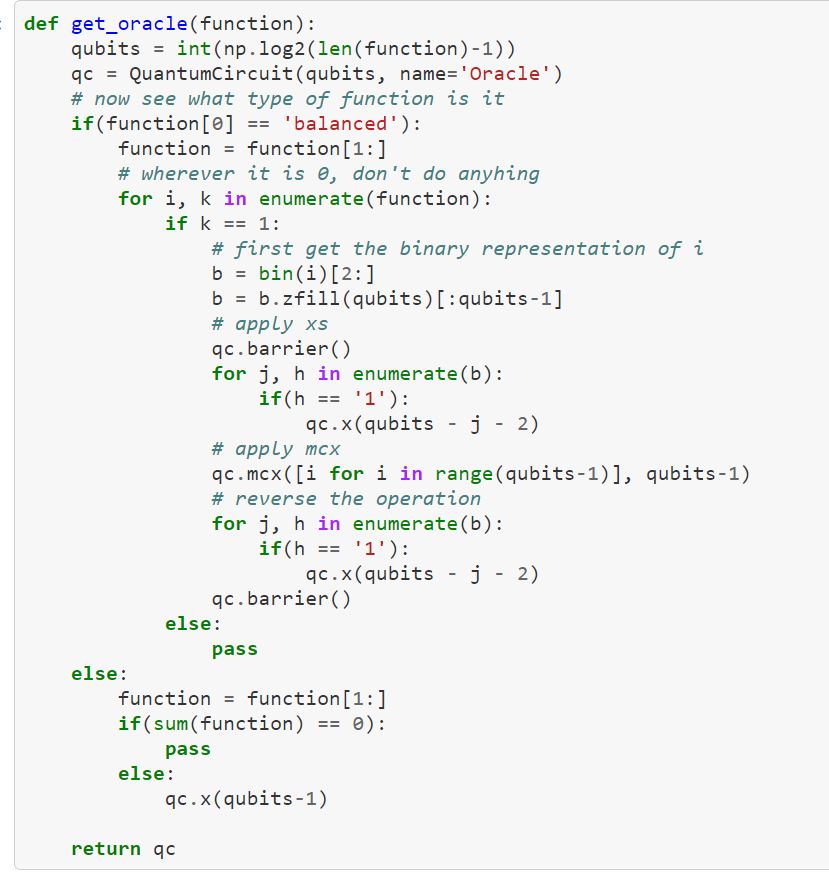 def get_oracle(function):
    qubits = int(np.log2(len(function)-1))
    qc = QuantumCircuit(qubits, name='Oracle')
    # now see what type of function is it
    if(function[0] == 'balanced'):
        function = function[1:]
        # wherever it is 0, don't do anyhing
        for i, k in enumerate(function):
            if k == 1:
                # first get the binary representation of i
                b = bin(i)[2:]
                b = b.zfill(qubits)[:qubits-1]
                # apply xs
                qc.barrier()
                for j, h in enumerate(b):
                    if(h == '1'):
                        qc.x(qubits - j - 2)
                # apply mcx
                qc.mcx([i for i in range(qubits-1)], qubits-1)
                # reverse the operation
                for j, h in enumerate(b):
                    if(h == '1'):
                        qc.x(qubits - j - 2)
                qc.barrier()
            else:
                pass
    else:
        function = function[1:]
        if(sum(function) == 0):
            pass
        else:
            qc.x(qubits-1)
    return qc